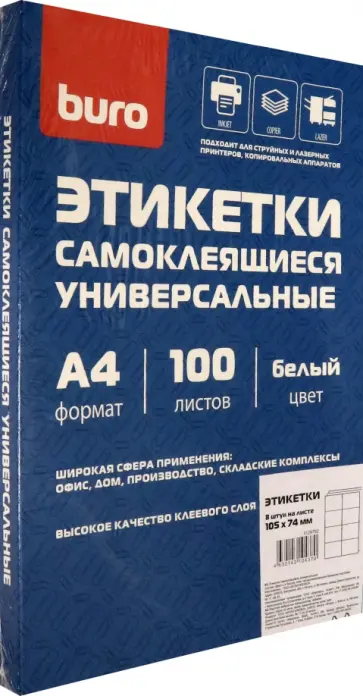 buro
INKJET
COPIER
LAZER
ПОДХОДИТ ДЛЯ СТРУЙНЫХ И ЛАЗЕРНЫХ
ПРИНТЕРОВ, КОПИРОВАЛЬНЫХ АППАРАТОВ
ЭТИКЕТКИ
САМОКЛЕЯЩИЕСЯ
УНИВЕРСАЛЬНЫЕ
А4
формат
100
листов
белый
цвет
ШИРОКАЯ СФЕРА ПРИМЕНЕНИЯ:
ОФИС, ДОМ, ПРОИЗВОДСТВО, СКЛАДСКИЕ КОМПЛЕКСЫ
ВЫСОКОЕ КАЧЕСТВО КЛЕЕВОГО СЛОЯ
ЭТИКЕТКИ
8 штук на листе
105 x 74 мм
ЭТИКЕТКИ САМОКЛЕЯЩИЕСЯ УНИВЕРСАЛЬНЫЕ